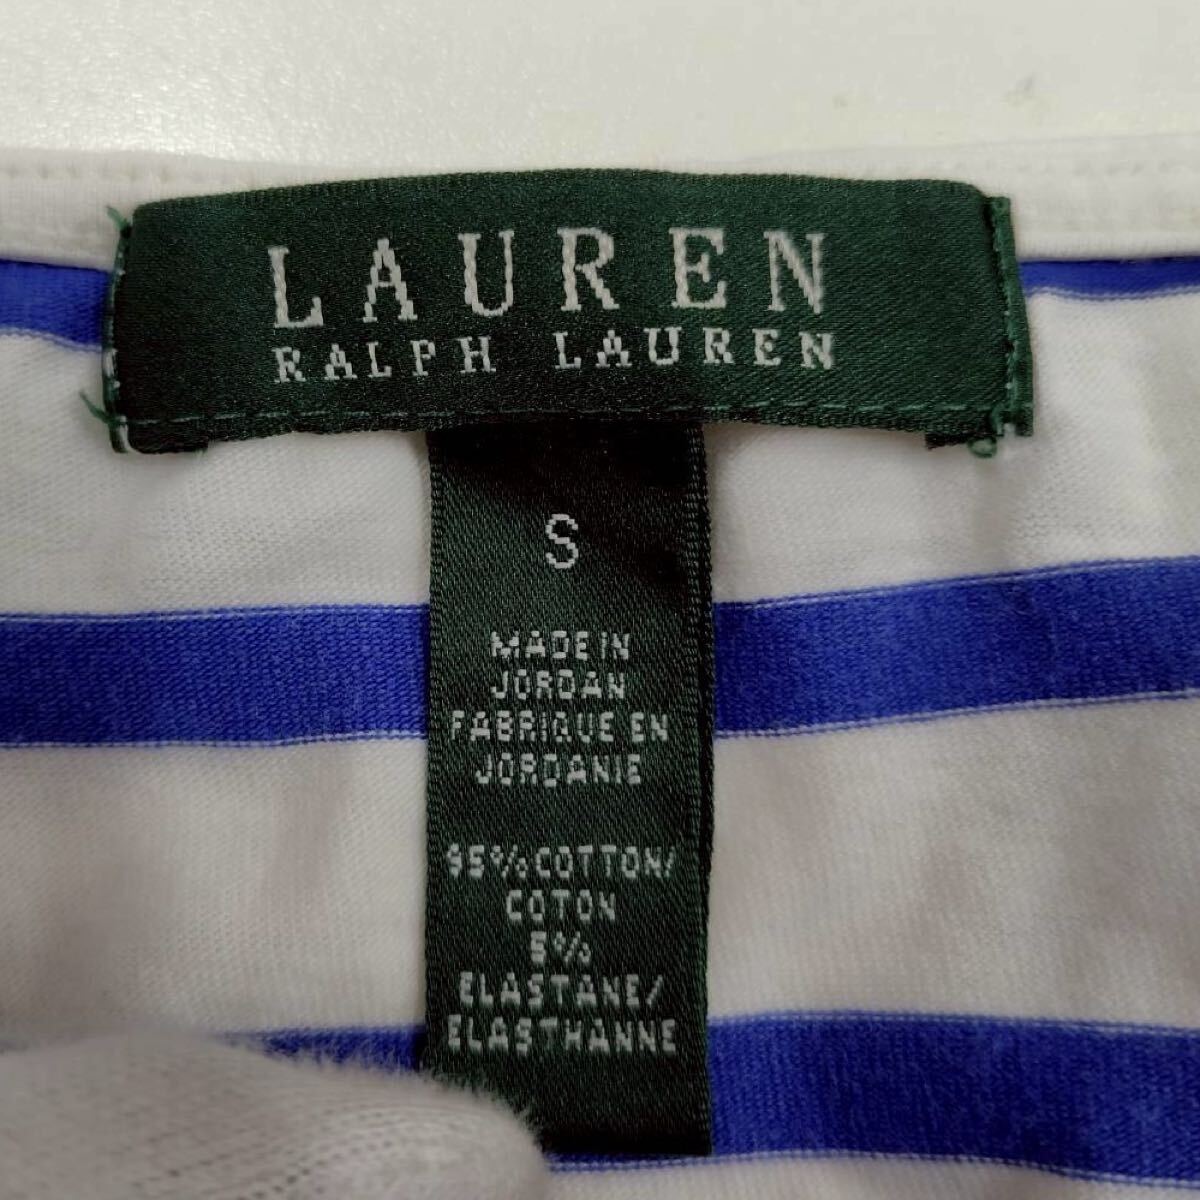 LAUREN
RALPH LAUREN
S
MADE IN
JORDAN
FABRIQUE EN
JORDANIE
95% COTTON/
COTON
5%
ELASTANE/
ELASTHANNE